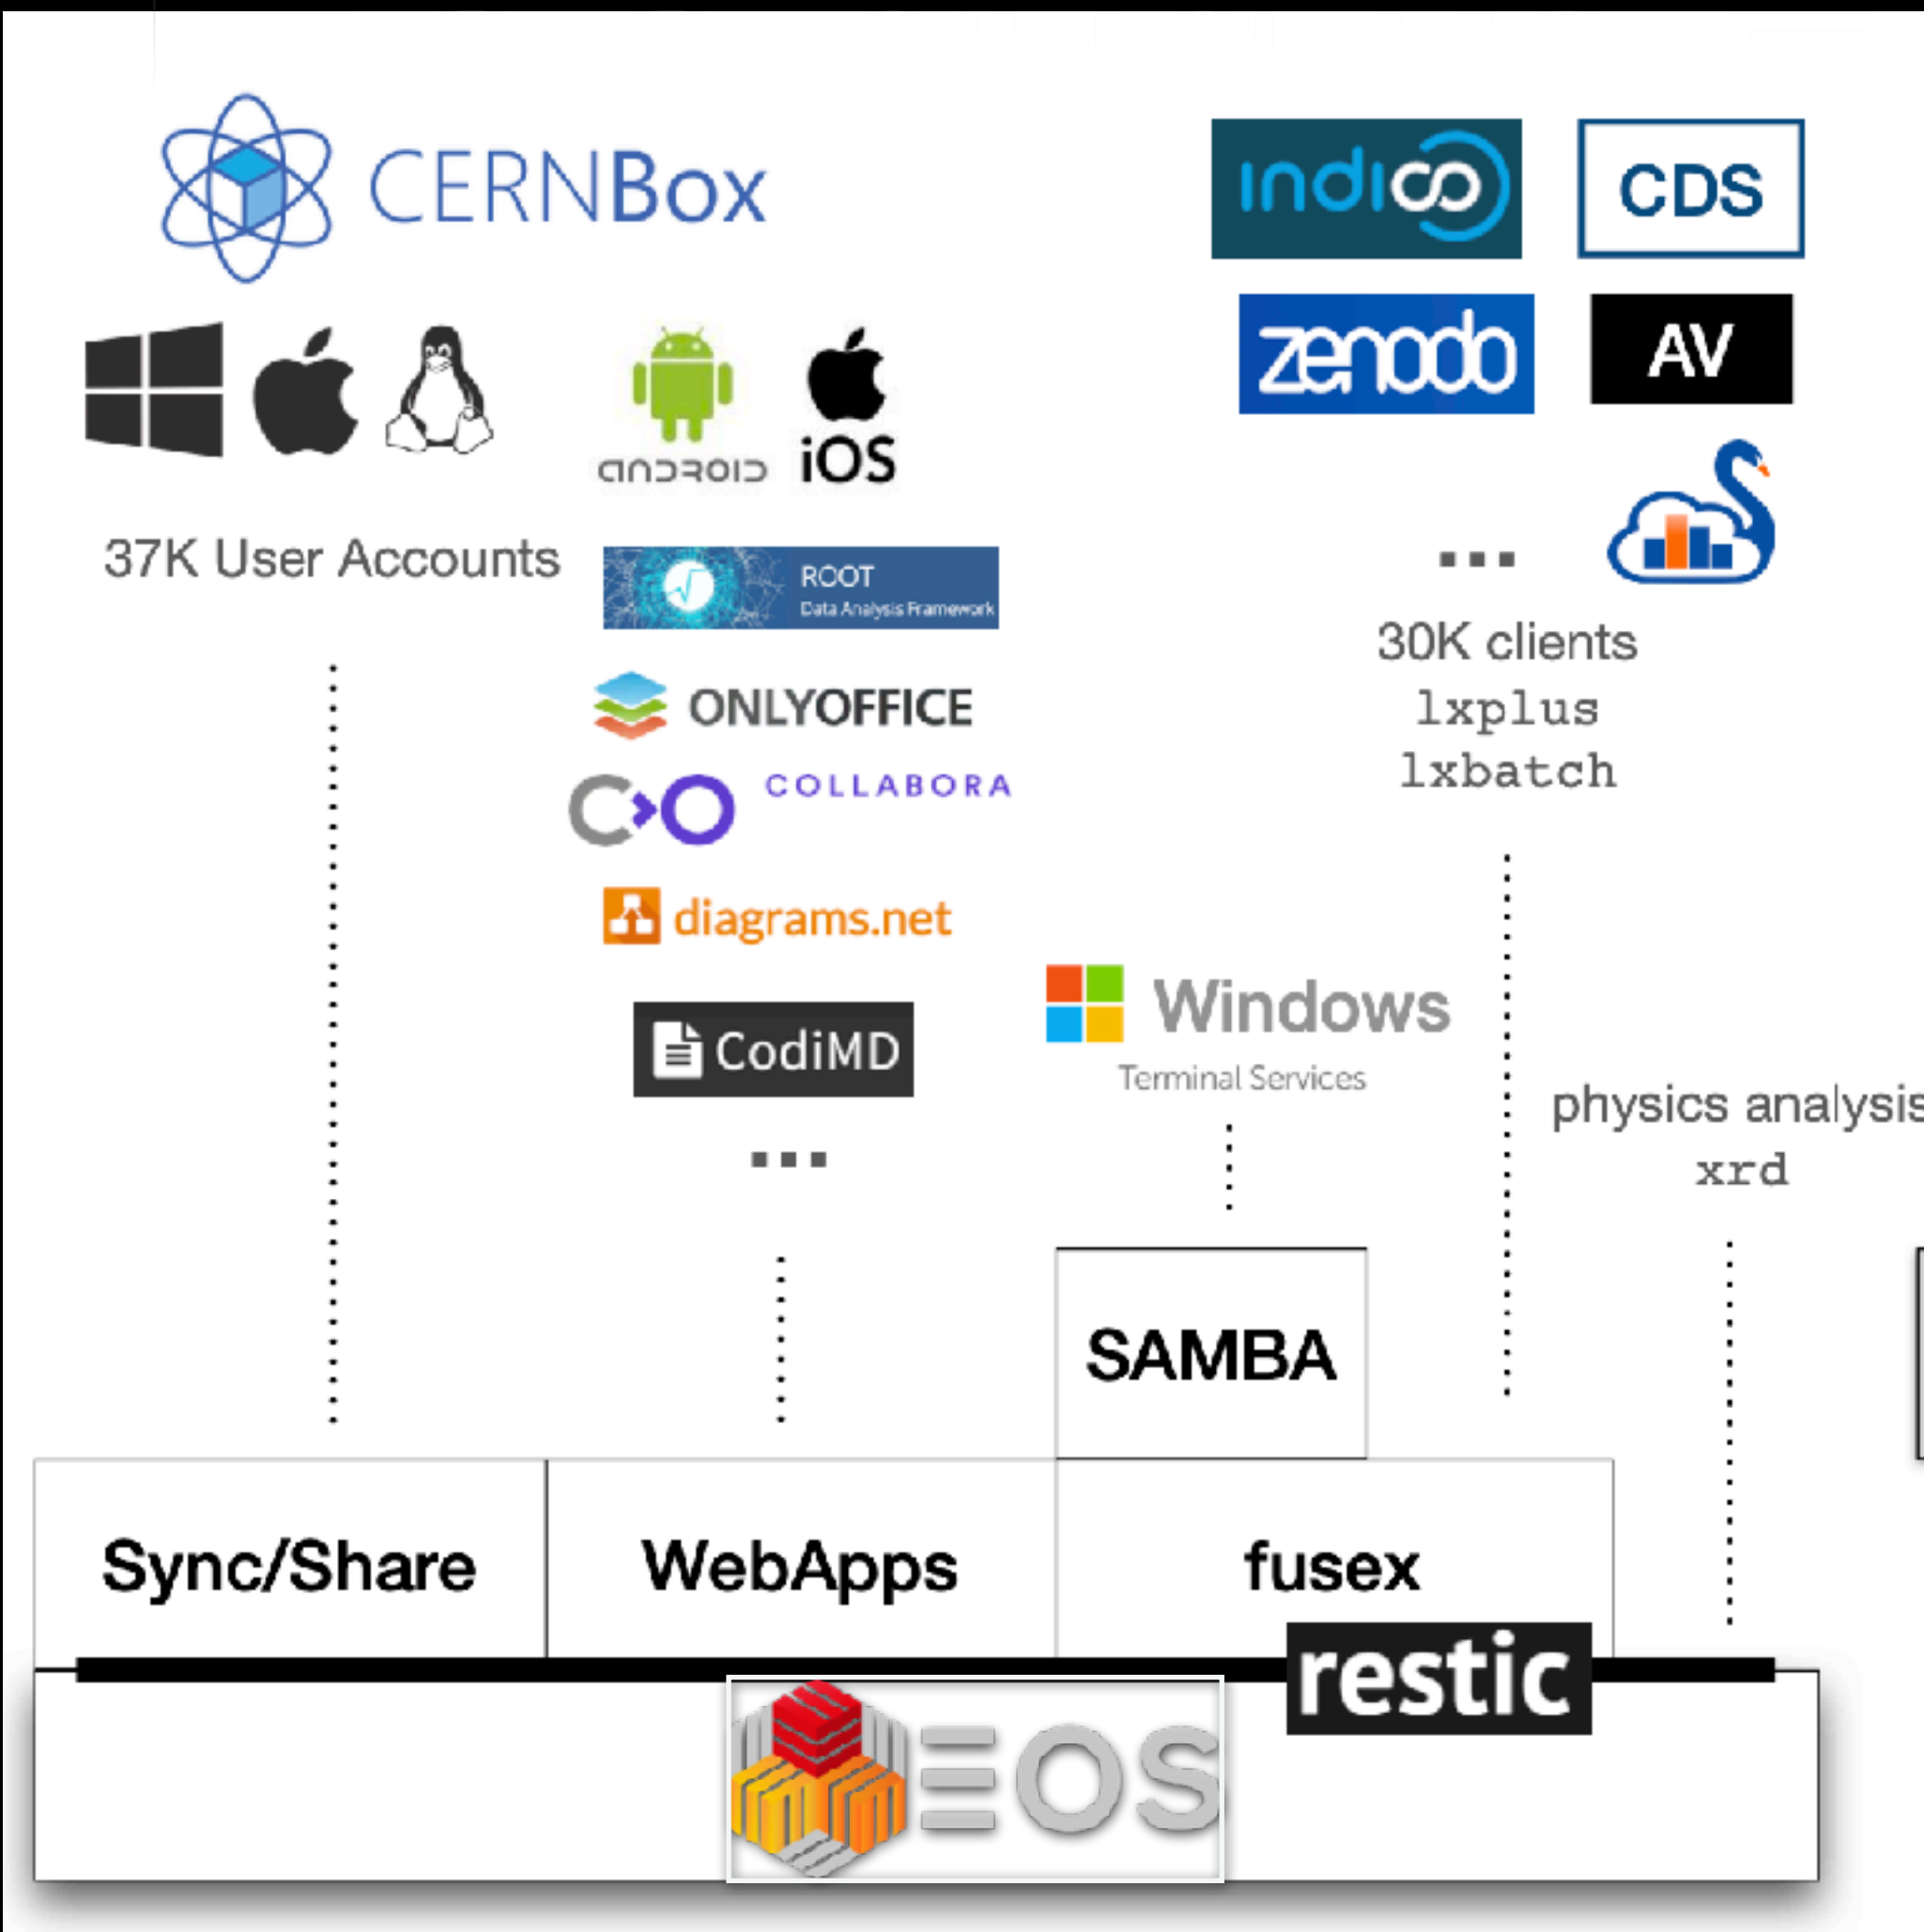 CERNBox
indico
CDS
zenodo
AV
ANDROID
iOS
37K User Accounts
ROOT
Data Analysis Framework
...
30K clients
lxplus
lxbatch
ONLYOFFICE
COLLABORA
diagrams.net
Windows
Terminal Services
CodiMD
...
physics analysis
xrd
SAMBA
Sync/Share
WebApps
fusex
restic
EOS